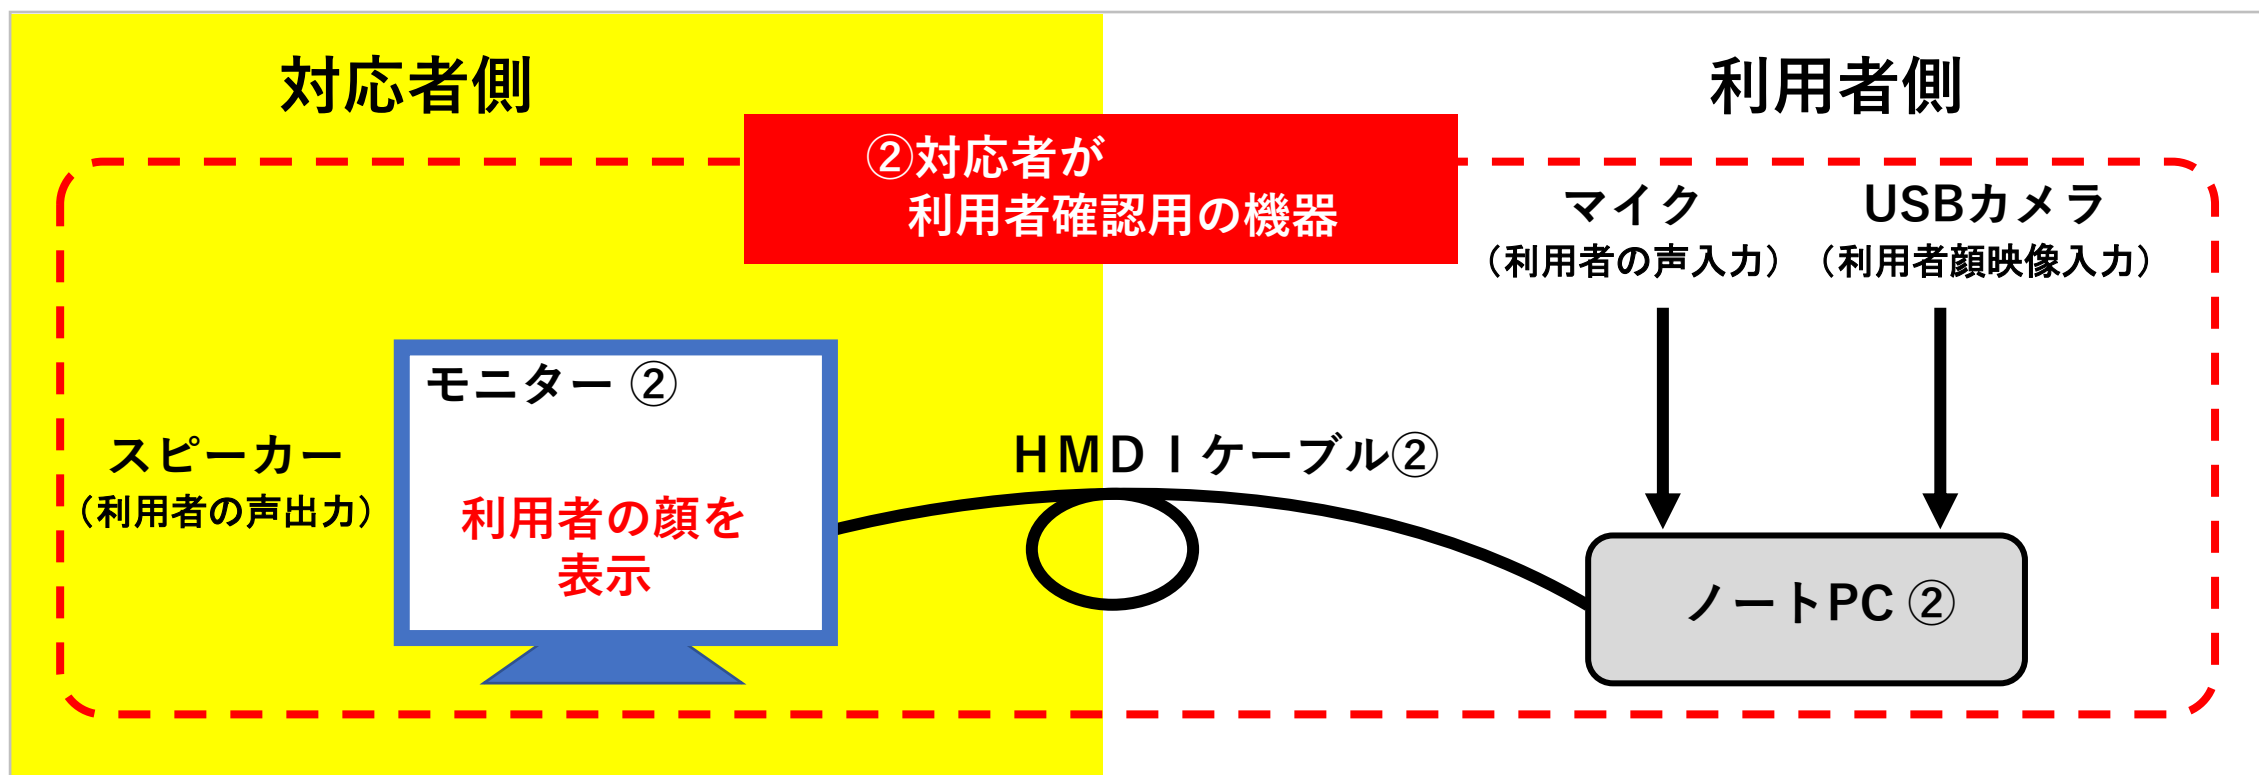 対応者側
利用者側
②対応者が
利用者確認用の機器
マイク
（利用者の声入力）
USBカメラ
（利用者顔映像入力）
モニター ②
利用者の顔を
表示
スピーカー
（利用者の声出力）
ＨＭＤＩケーブル②
ノートPC ②